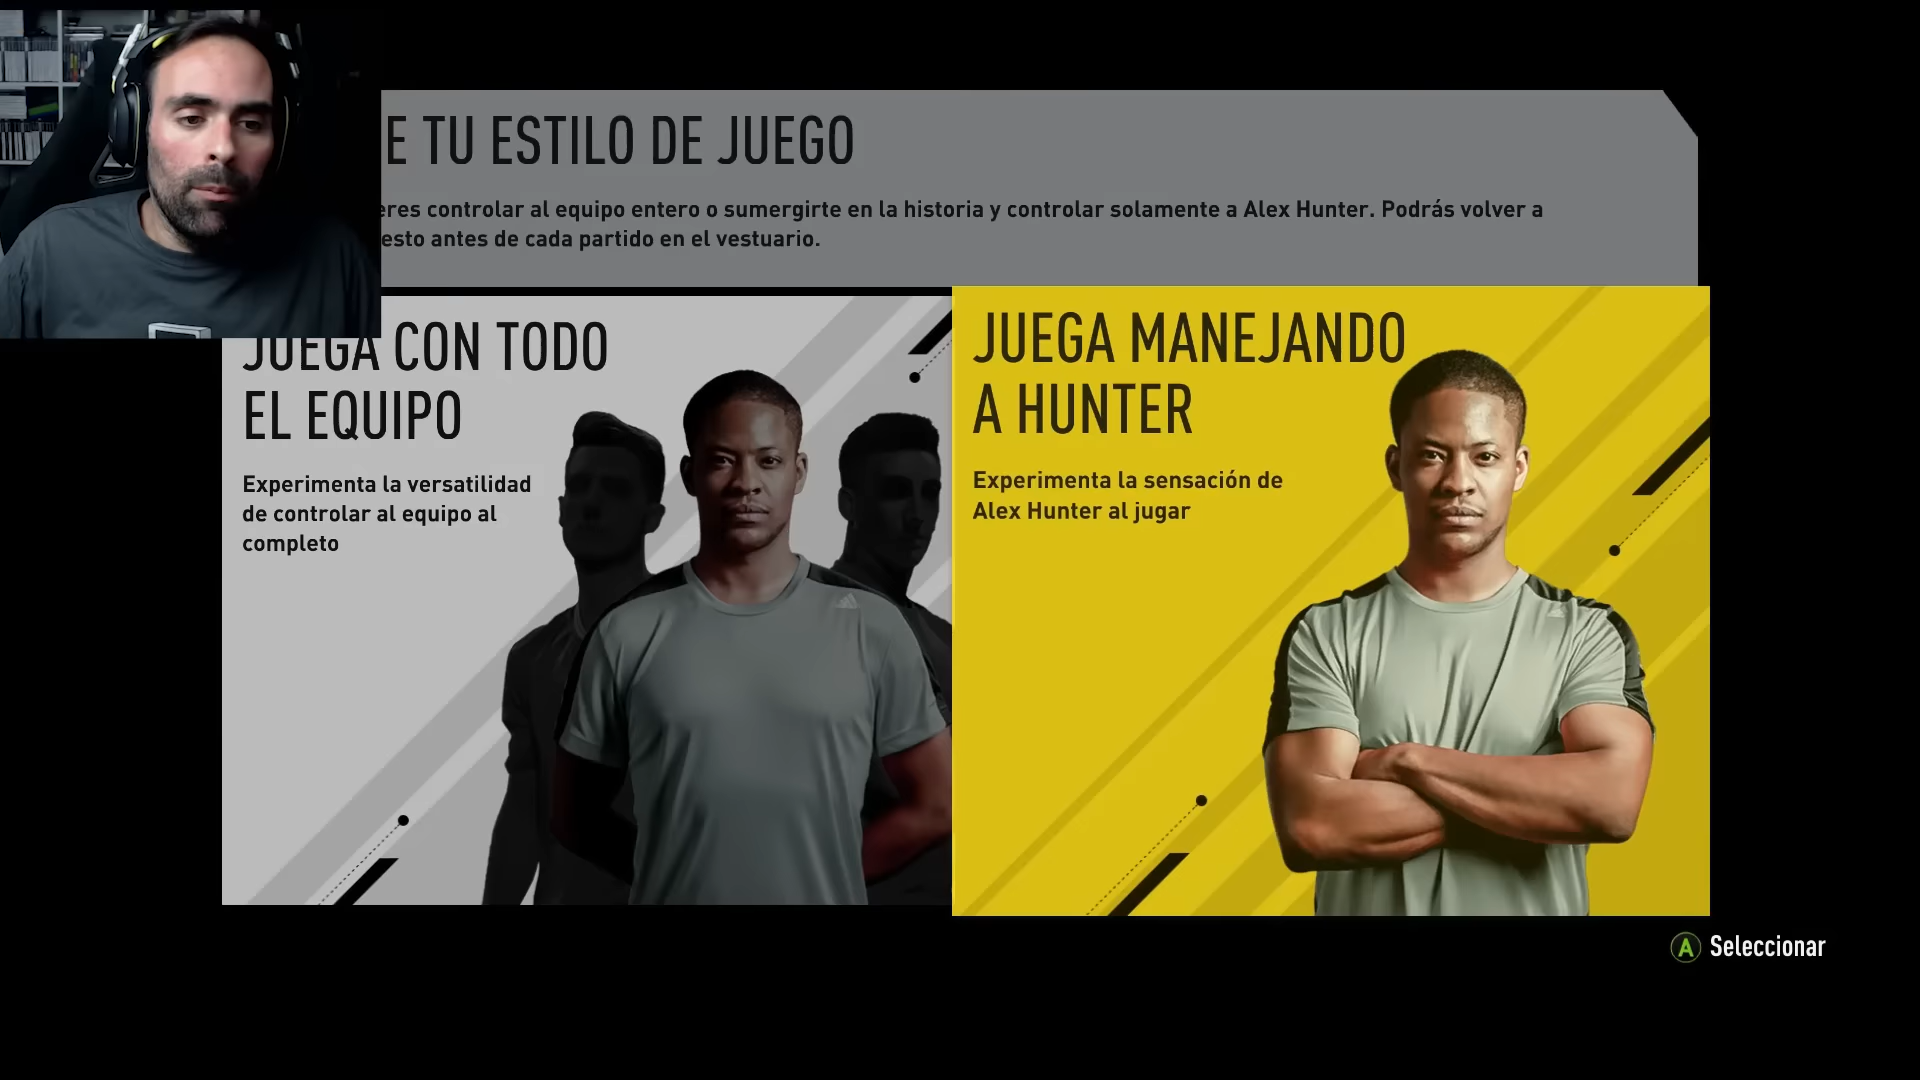 E TU ESTILO DE JUEGO
controlar al equipo entero o sumergirte en la historia y controlar solamente a Alex Hunter. Podrás volver a
esto antes de cada partido en el vestuario.
JUEGA CON TODO
EL EQUIPO
Experimenta la versatilidad
de controlar al equipo al
completo
JUEGA MANEJANDO
A HUNTER
Experimenta la sensación de
Alex Hunter al jugar
A Seleccionar